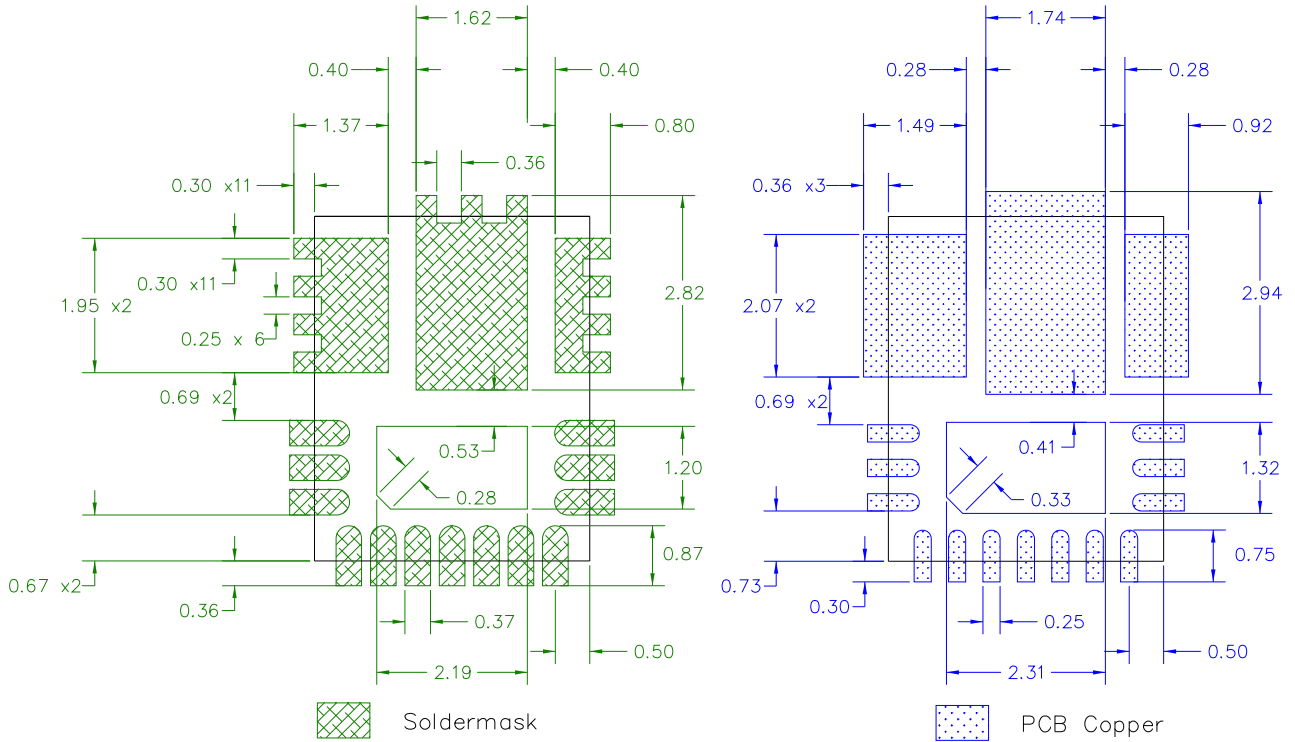 1.62
1.74
0.40
0.40
0.28
0.28
1.37
0.80
1.49
0.92
0.36
0.30 x11
0.36 x3
0.30 x11
1.95 x2
2.82
2.07 x2
2.94
0.25 x 6
0.69 x2
0.69 x2
0.53
0.41
1.20
1.32
0.28
0.33
0.87
0.75
0.67 x2
0.73
0.36
0.30
0.37
0.25
0.50
0.50
2.19
2.31
Soldermask
PCB Copper